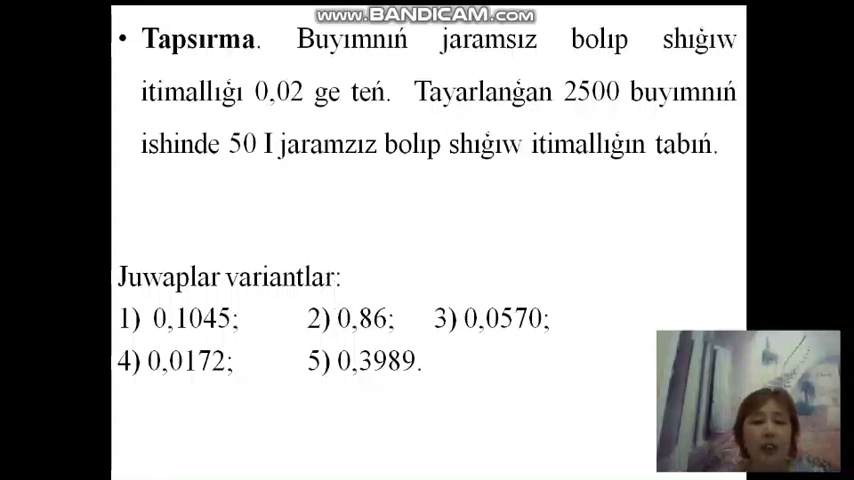 www.BANDICAM.com
• Tapsırma. Buyımnıń jaramsız bolıp shıǵıw
itimallıǵı 0,02 ge teń. Tayarlanǵan 2500 buyımnıń
ishinde 50 I jaramzız bolıp shıǵıw itimallıǵın tabıń.
Juwaplar variantlar:
1) 0,1045; 2) 0,86; 3) 0,0570;
4) 0,0172; 5) 0,3989.